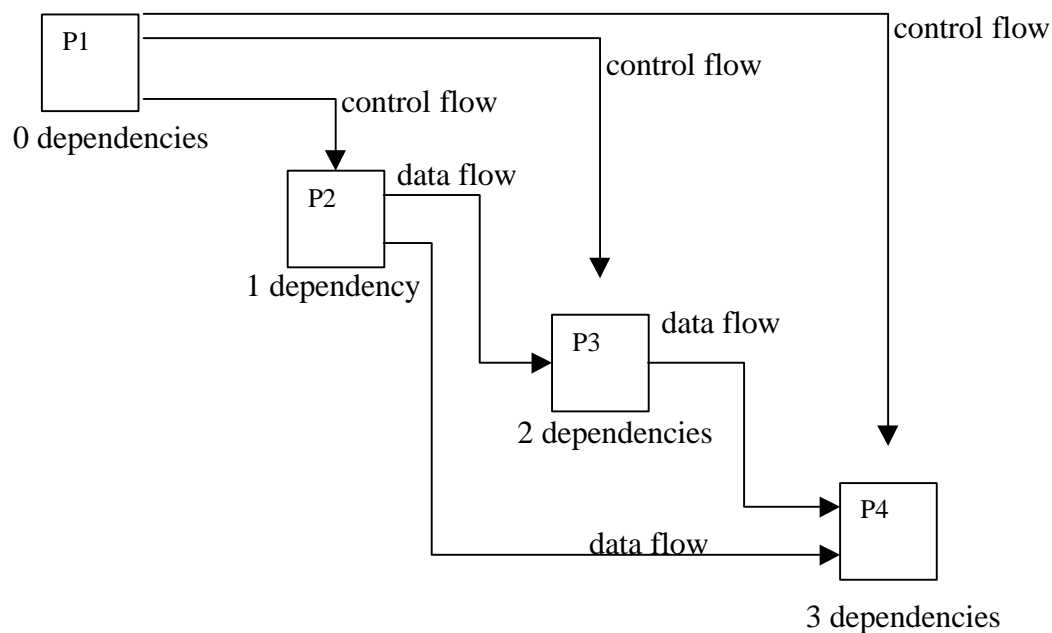 P1
control flow
control flow
control flow
0 dependencies
data flow
P2
1 dependency
data flow
P3
2 dependencies
P4
data flow
3 dependencies